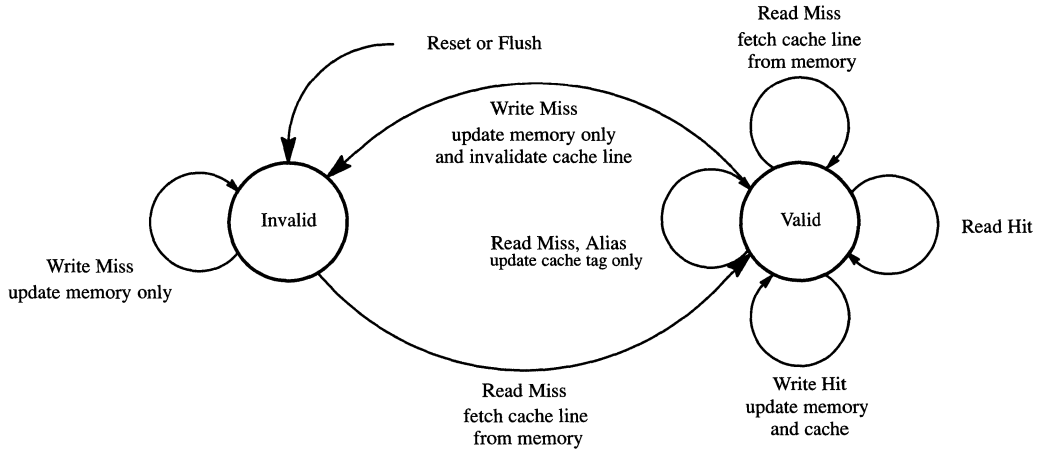 Read Miss
fetch cache line
from memory
Reset or Flush
Write Miss
update memory only
and invalidate cache line
Invalid
Valid
Read Hit
Read Miss, Alias
update cache tag only
Write Miss
update memory only
Read Miss
fetch cache line
from memory
Write Hit
update memory
and cache